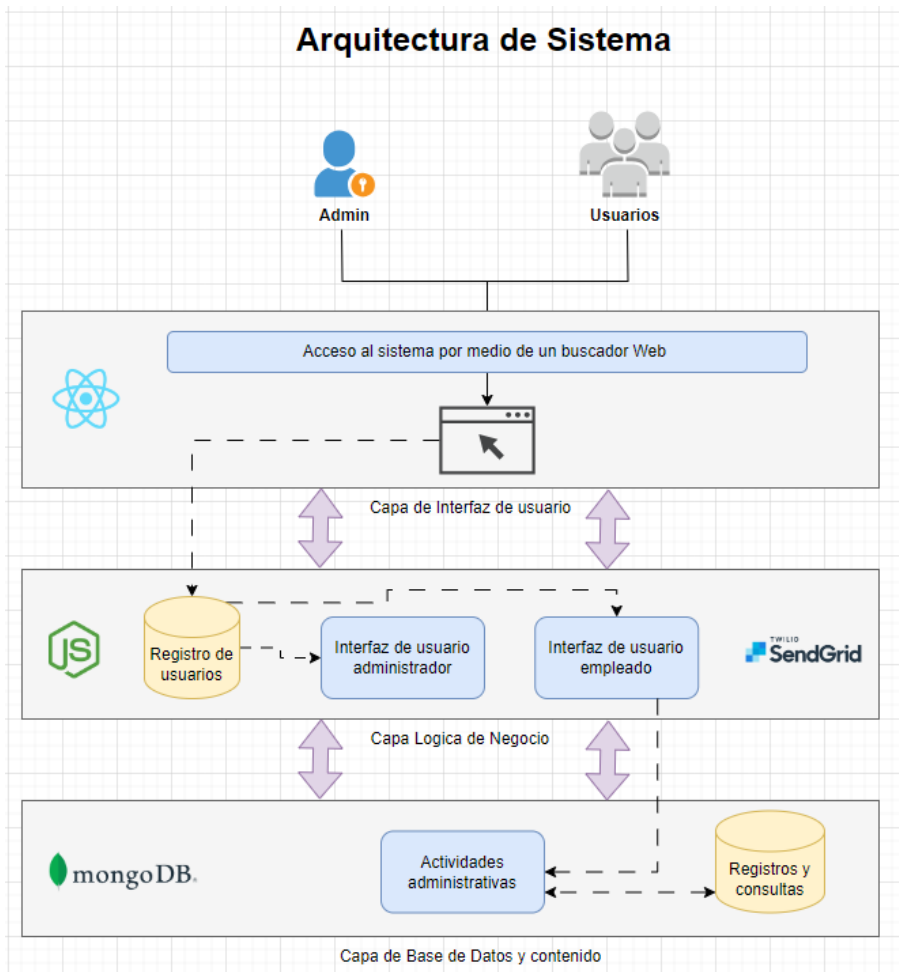 Arquitectura de Sistema
Admin
Usuarios
Acceso al sistema por medio de un buscador Web
Capa de Interfaz de usuario
JS
Registro de
usuarios
Interfaz de usuario
administrador
Interfaz de usuario
empleado
TWILIO
SendGrid
Capa Logica de Negocio
mongoDB.
Actividades
administrativas
Registros y
consultas
Capa de Base de Datos y contenido